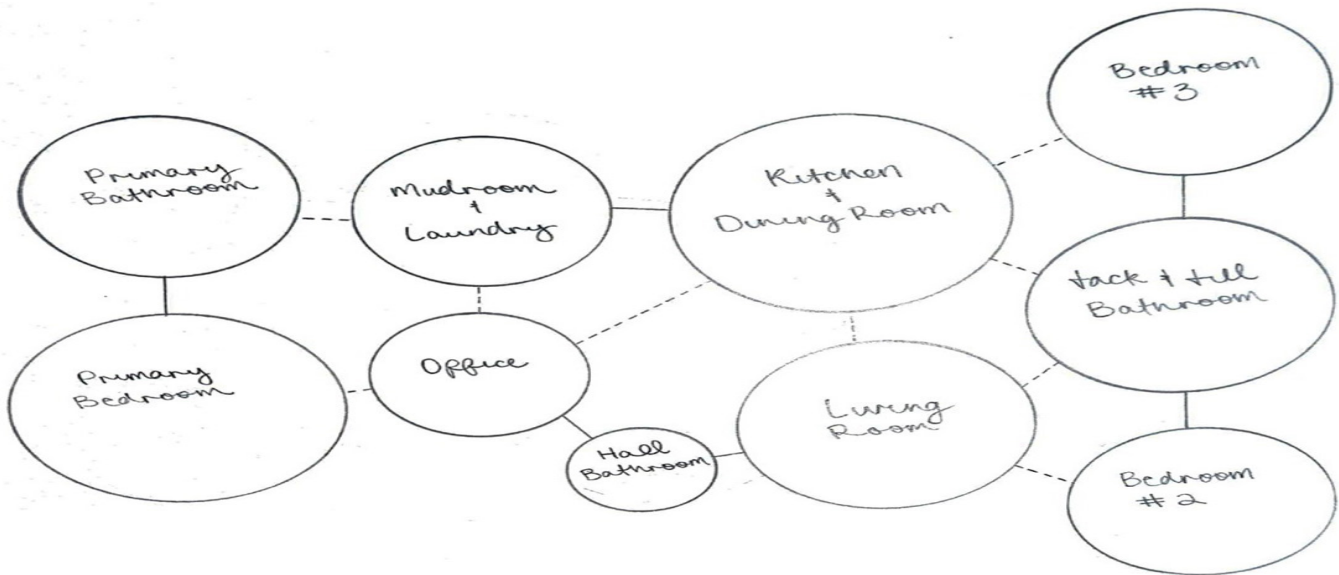 Primary
Bathroom
Mudroom
+
Laundry
Kitchen
+
Dining Room
Bedroom
#3
Jack + Jill
Bathroom
Primary
Bedroom
Office
Hall
Bathroom
Living
Room
Bedroom
#2